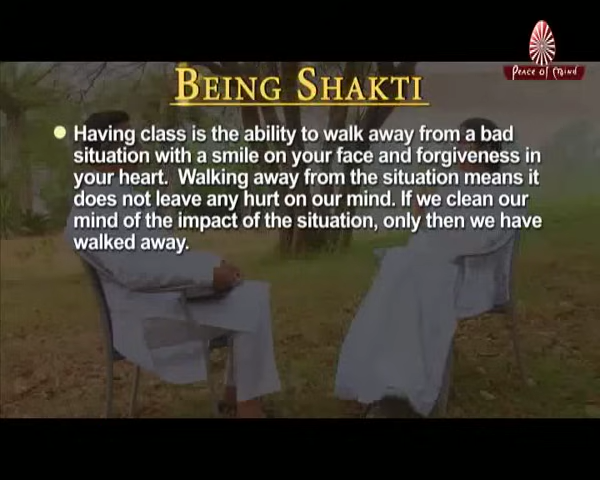 Peace of Mind
BEING SHAKTI
Having class is the ability to walk away from a bad
situation with a smile on your face and forgiveness in
your heart. Walking away from the situation means it
does not leave any hurt on our mind. If we clean our
mind of the impact of the situation, only then we have
walked away.